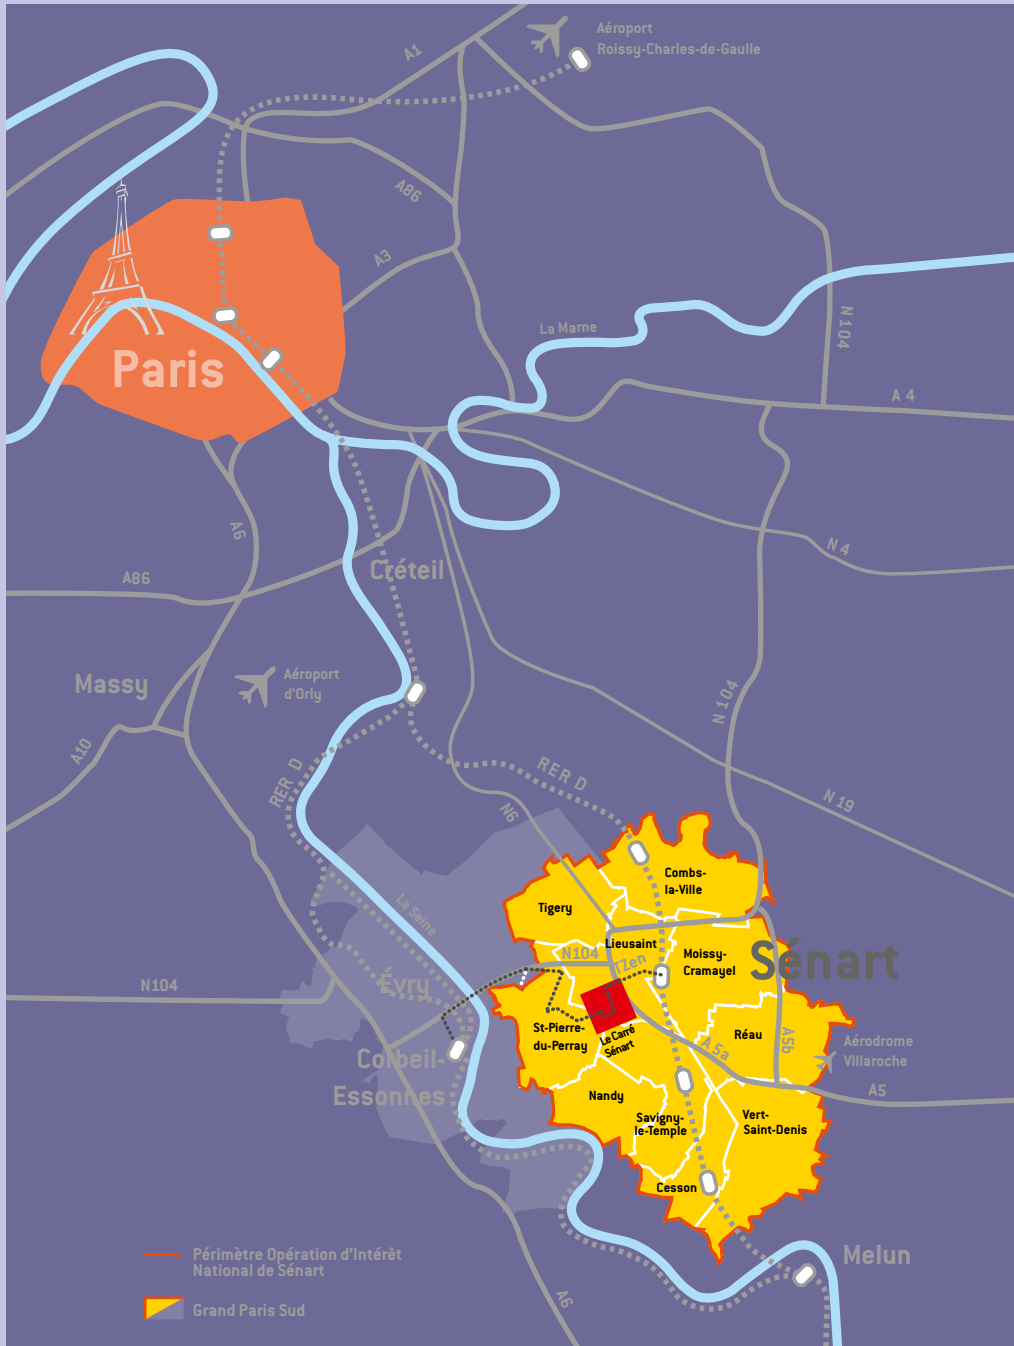 Aéroport
Roissy-Charles-de-Gaulle
A1
A86
A3
La Marne
N 104
Paris
A 4
A6
N 4
Créteil
A86
Massy
Aéroport
d'Orly
N 104
A10
RER D
RER D
N 19
N6
Combs-
la-Ville
Tigery
La Seine
Lieusaint
Moissy-
Cramayel
Sénart
N104
TZen
Évry
N104
St-Pierre-
du-Perray
Le Carré
Sénart
Réau
A5b
A 5a
Aérodrome
Villaroche
Corbeil-
Essonnes
A5
Nandy
Savigny-
le-Temple
Vert-
Saint-Denis
Cesson
Melun
Périmètre Opération d'Intérêt
National de Sénart
Grand Paris Sud
A6